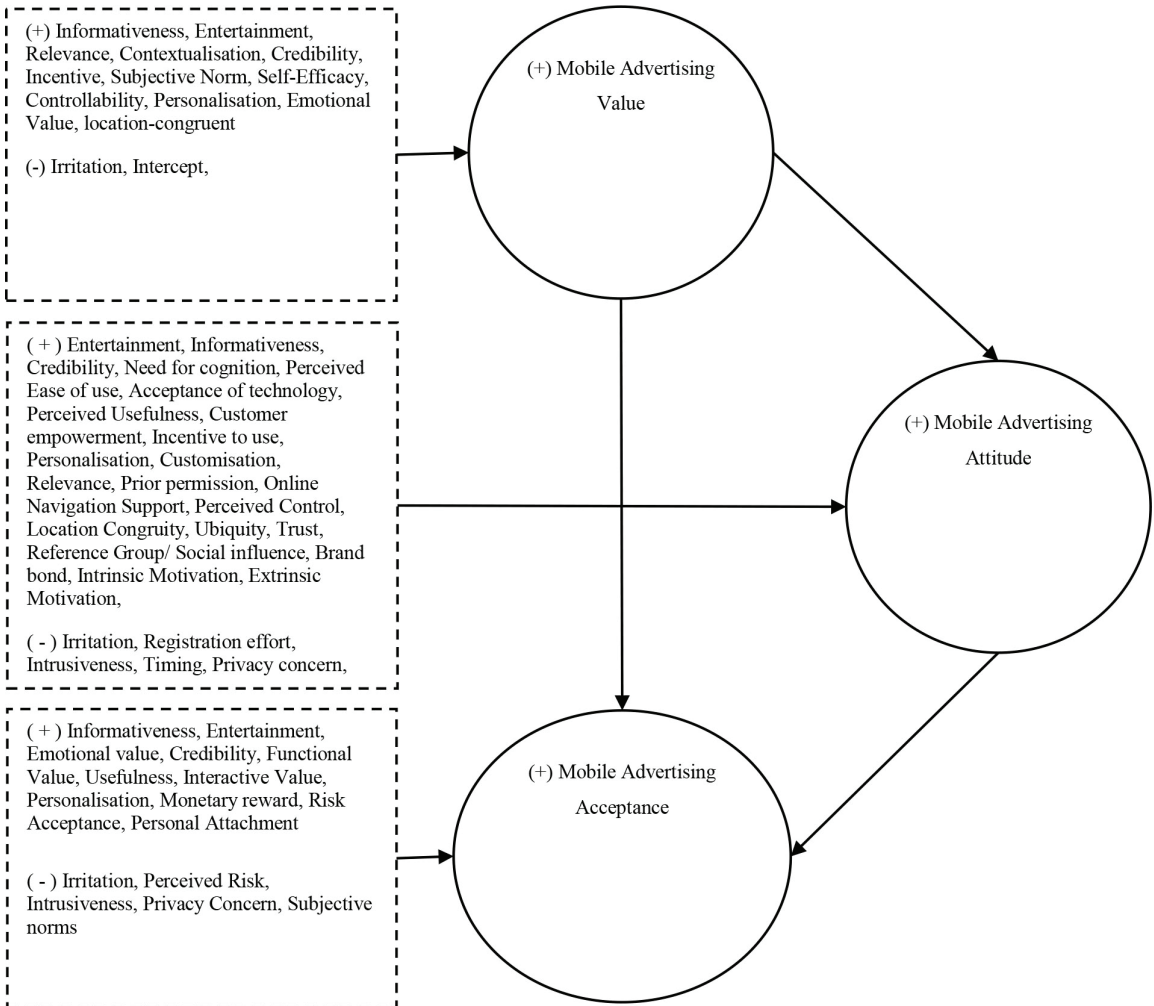 (+) Informativeness, Entertainment,
Relevance, Contextualisation, Credibility,
Incentive, Subjective Norm, Self-Efficacy,
Controllability, Personalisation, Emotional
Value, location-congruent
(-) Irritation, Intercept,
(+) Mobile Advertising
Value
( + ) Entertainment, Informativeness,
Credibility, Need for cognition, Perceived
Ease of use, Acceptance of technology,
Perceived Usefulness, Customer
empowerment, Incentive to use,
Personalisation, Customisation,
Relevance, Prior permission, Online
Navigation Support, Perceived Control,
Location Congruity, Ubiquity, Trust,
Reference Group/ Social influence, Brand
bond, Intrinsic Motivation, Extrinsic
Motivation,
( - ) Irritation, Registration effort,
Intrusiveness, Timing, Privacy concern,
(+) Mobile Advertising
Attitude
( + ) Informativeness, Entertainment,
Emotional value, Credibility, Functional
Value, Usefulness, Interactive Value,
Personalisation, Monetary reward, Risk
Acceptance, Personal Attachment
( - ) Irritation, Perceived Risk,
Intrusiveness, Privacy Concern, Subjective
norms
(+) Mobile Advertising
Acceptance